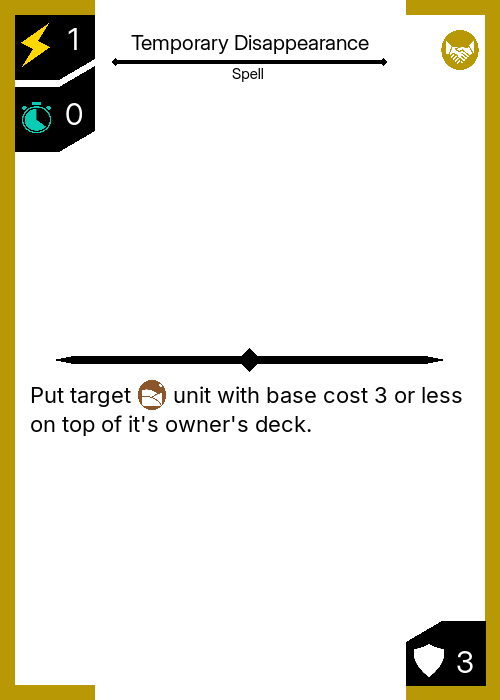 1
Temporary Disappearance
Spell
0
Put target unit with base cost 3 or less
on top of it's owner's deck.
3